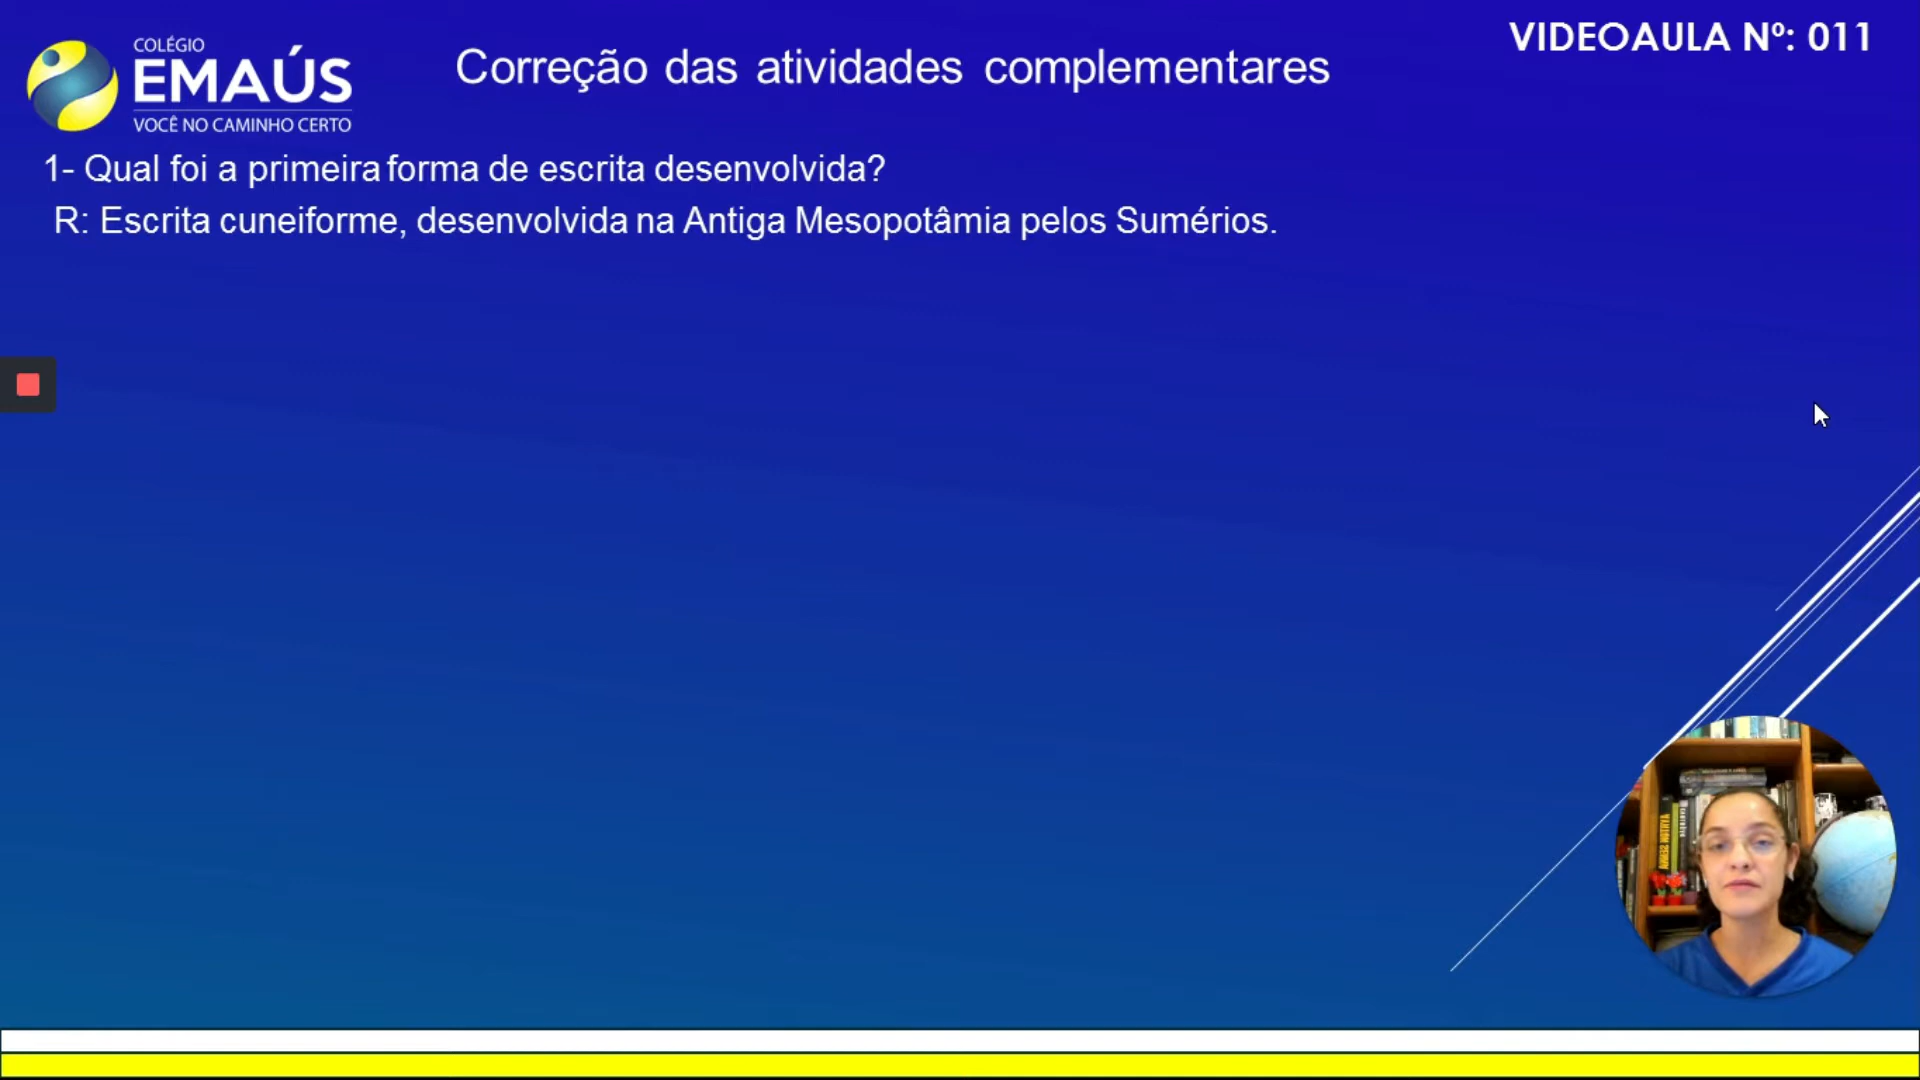 COLÉGIO
EMAÚS
VOCÊ NO CAMINHO CERTO
Correção das atividades complementares
VIDEOAULA Nº: 011
1- Qual foi a primeira forma de escrita desenvolvida?
R: Escrita cuneiforme, desenvolvida na Antiga Mesopotâmia pelos Sumérios.